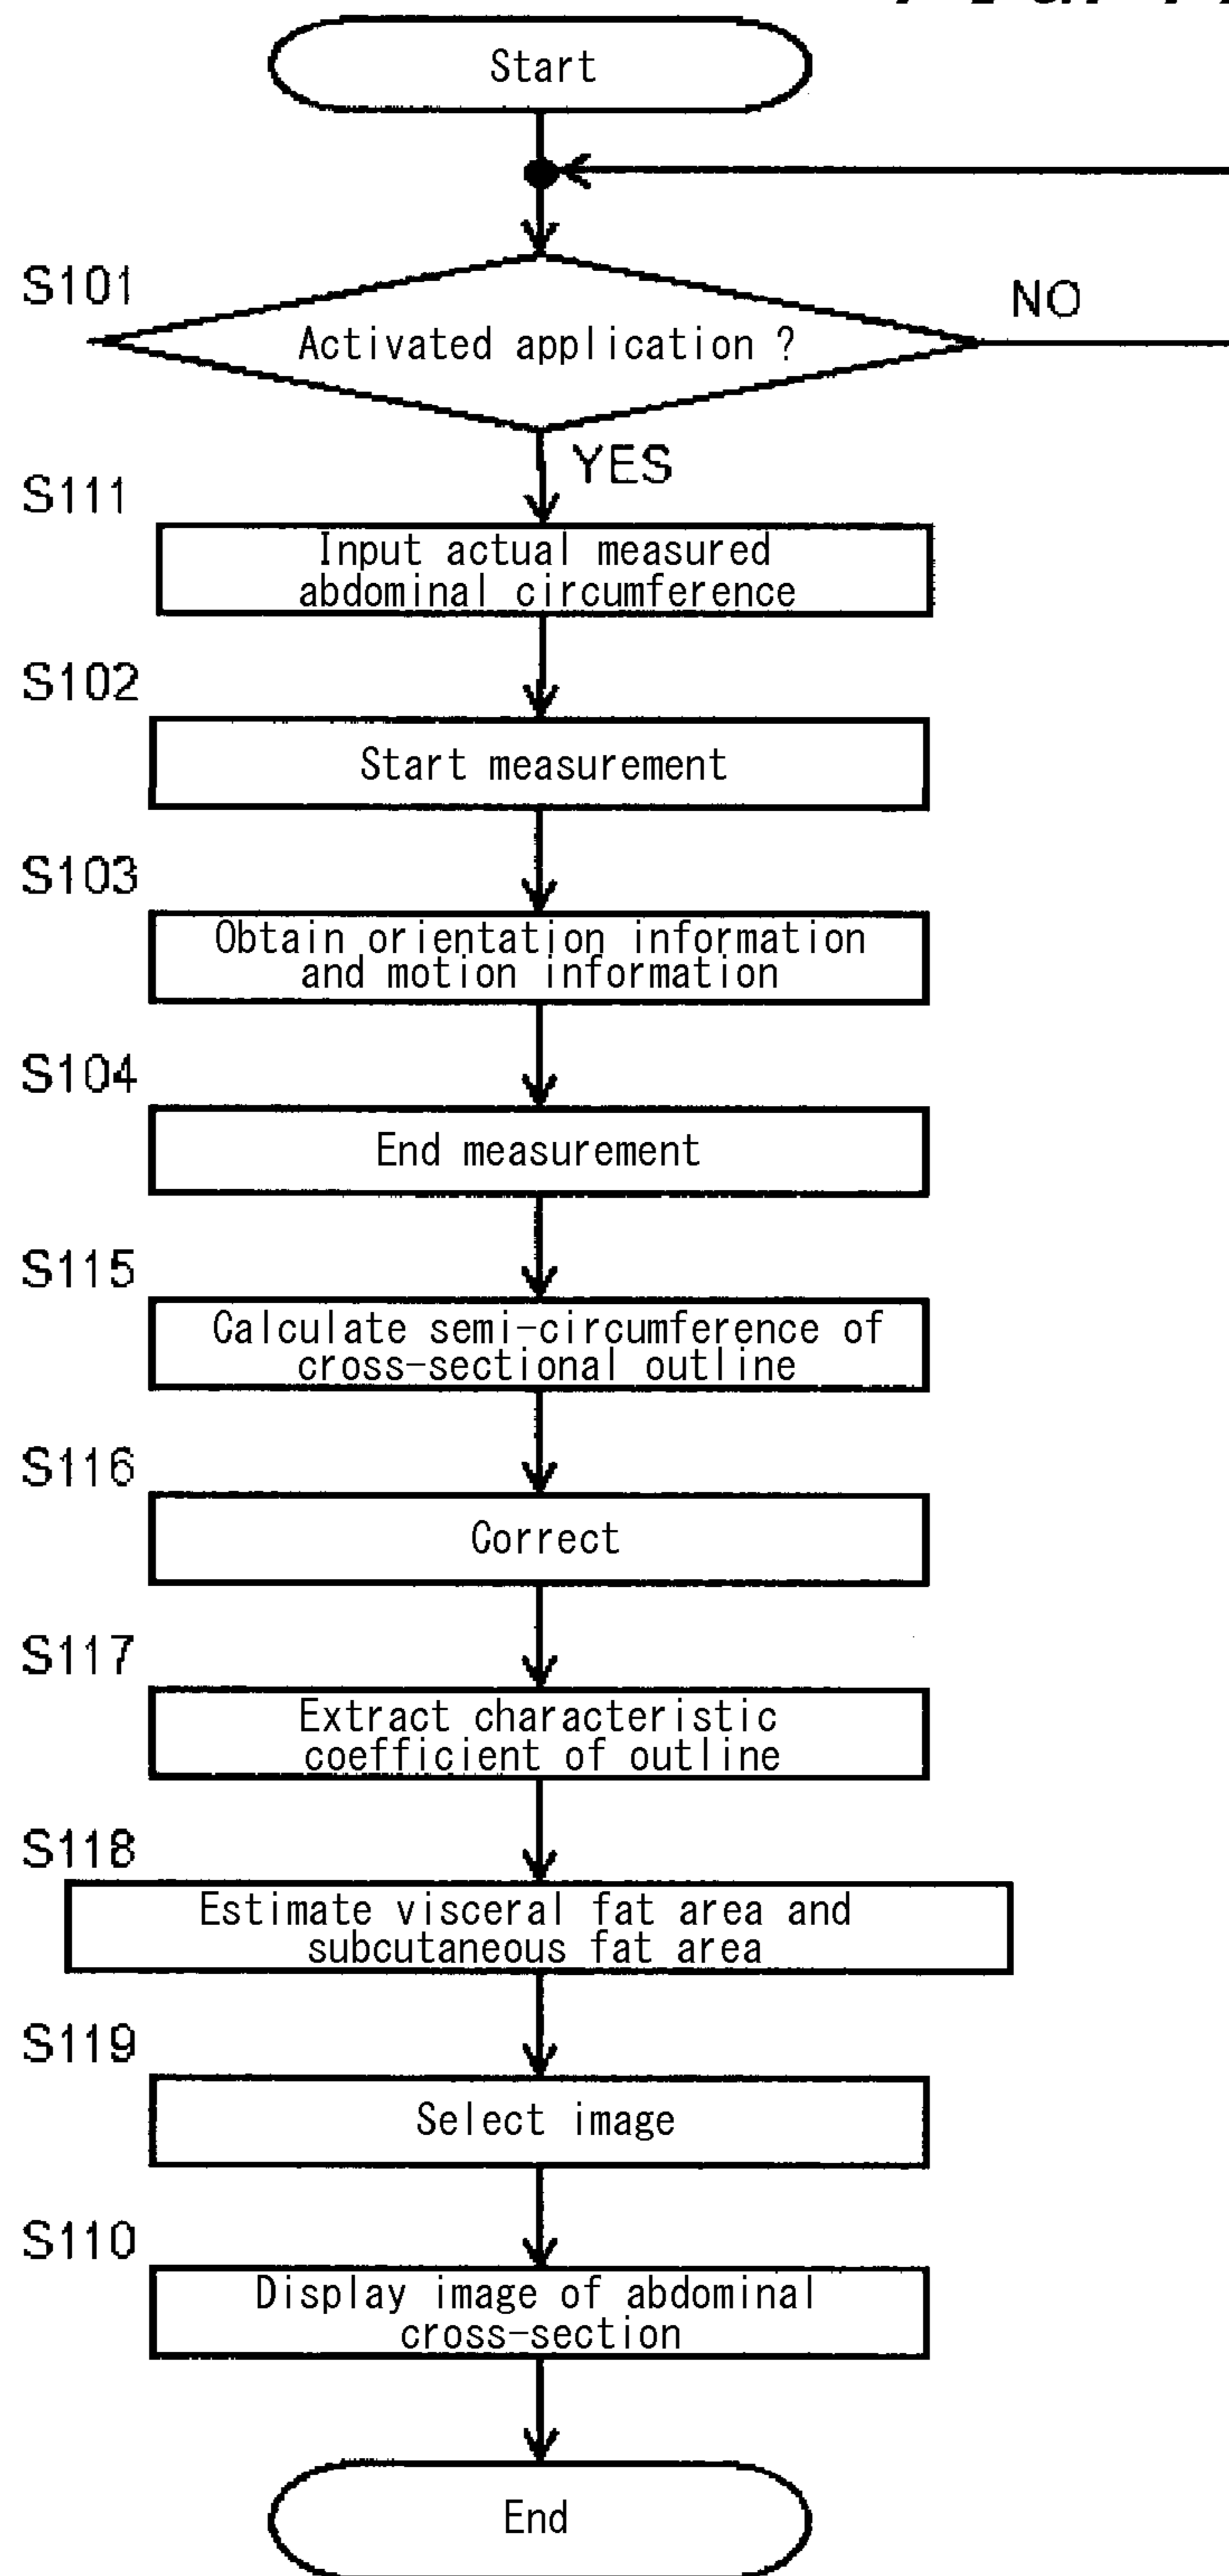 Start
S101
Activated application ?
NO
YES
S111
Input actual measured
abdominal circumference
S102
Start measurement
S103
Obtain orientation information
and motion information
S104
End measurement
S115
Calculate semi-circumference of
cross-sectional outline
S116
Correct
S117
Extract characteristic
coefficient of outline
S118
Estimate visceral fat area and
subcutaneous fat area
S119
Select image
S110
Display image of abdominal
cross-section
End